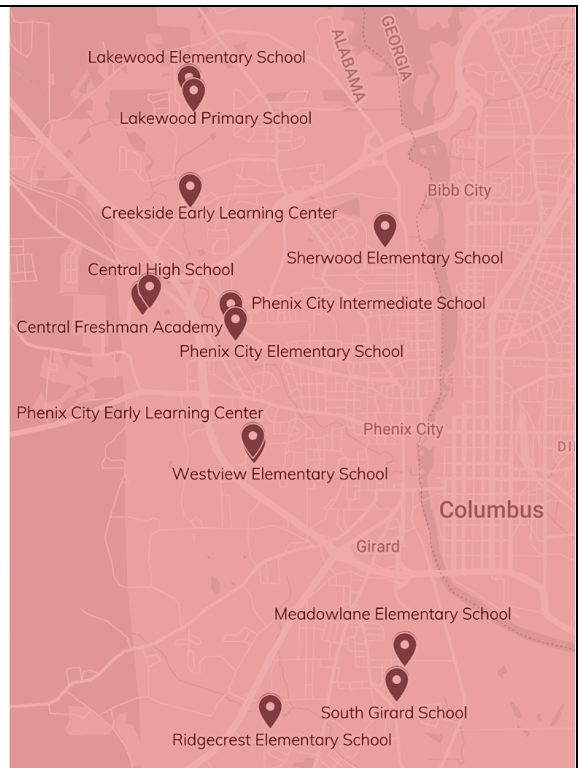 GEORGIA
ALABAMA
Lakewood Elementary School
Lakewood Primary School
Bibb City
Creekside Early Learning Center
Sherwood Elementary School
Central High School
Phenix City Intermediate School
Central Freshman Academy
Phenix City Elementary School
Phenix City Early Learning Center
Phenix City
DI
Westview Elementary School
Columbus
Girard
Meadowlane Elementary School
South Girard School
Ridgecrest Elementary School